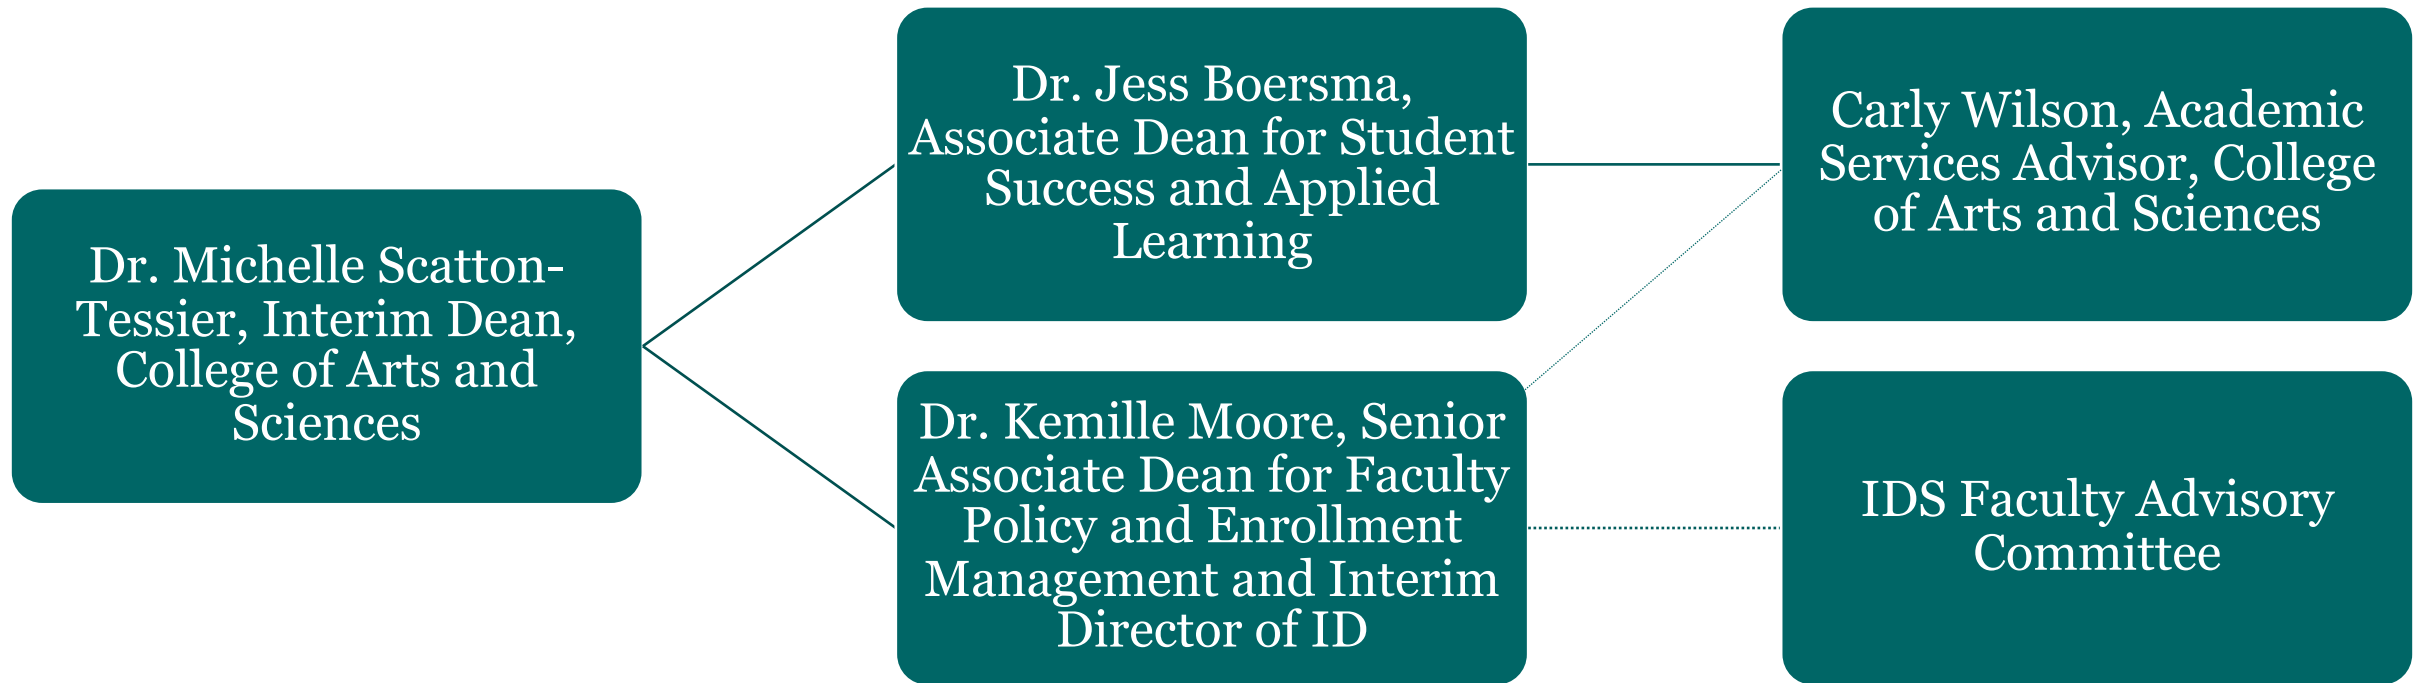 Dr. Michelle Scatton-
Tessier, Interim Dean,
College of Arts and
Sciences
Dr. Jess Boersma,
Associate Dean for Student
Success and Applied
Learning
Dr. Kemille Moore, Senior
Associate Dean for Faculty
Policy and Enrollment
Management and Interim
Director of ID
Carly Wilson, Academic
Services Advisor, College
of Arts and Sciences
IDS Faculty Advisory
Committee